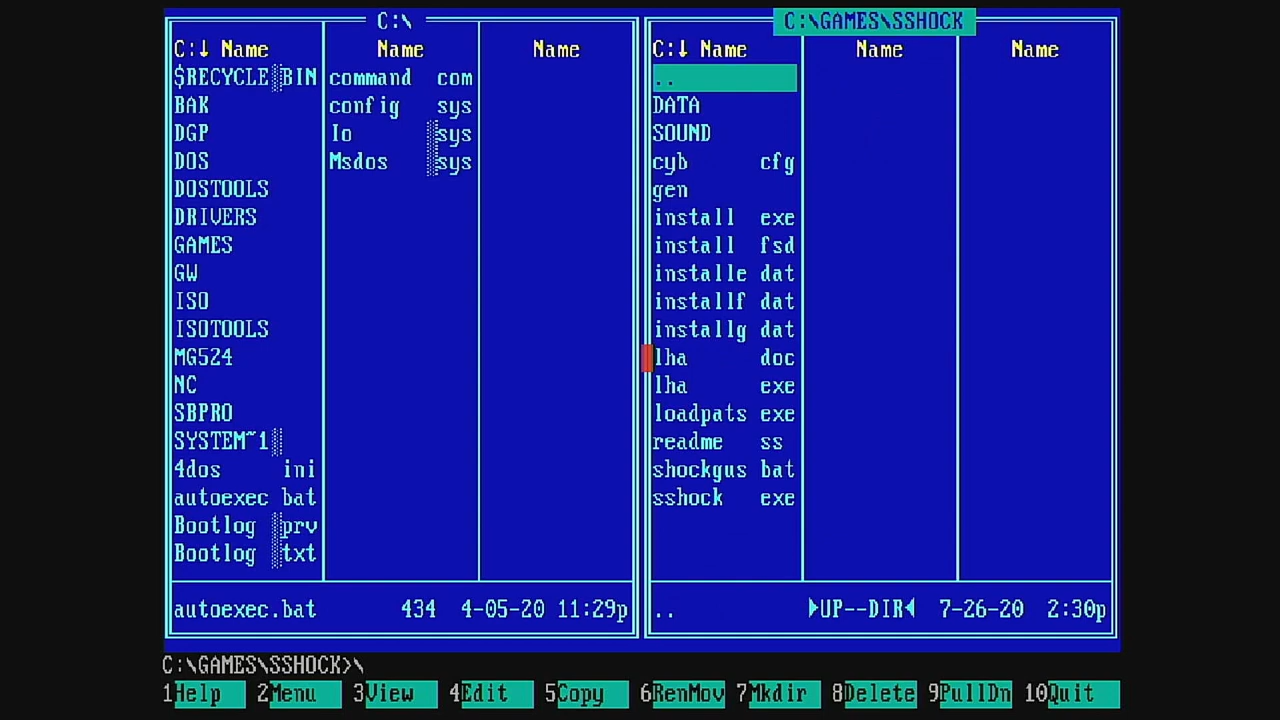 C:\
C:↓ Name Name Name
$RECYCLE░BIN command com
BAK config sys
DGP Io ░sys
DOS Msdos ░sys
DOSTOOLS
DRIVERS
GAMES
GW
ISO
ISOTOOLS
MG524
NC
SBPRO
SYSTEM~1░
4dos ini
autoexec bat
Bootlog ░prv
Bootlog ░txt
autoexec.bat 434 4-05-20 11:29p
C:\GAMES\SSHOCK
C:↓ Name Name Name
..
DATA
SOUND
cyb cfg
gen
install exe
install fsd
installe dat
installf dat
installg dat
lha doc
lha exe
loadpats exe
readme ss
shockgus bat
sshock exe
.. ►UP--DIR◄ 7-26-20 2:30p
C:\GAMES\SSHOCK>\
1Help 2Menu 3View 4Edit 5Copy 6RenMov 7Mkdir 8Delete 9PullDn 10Quit